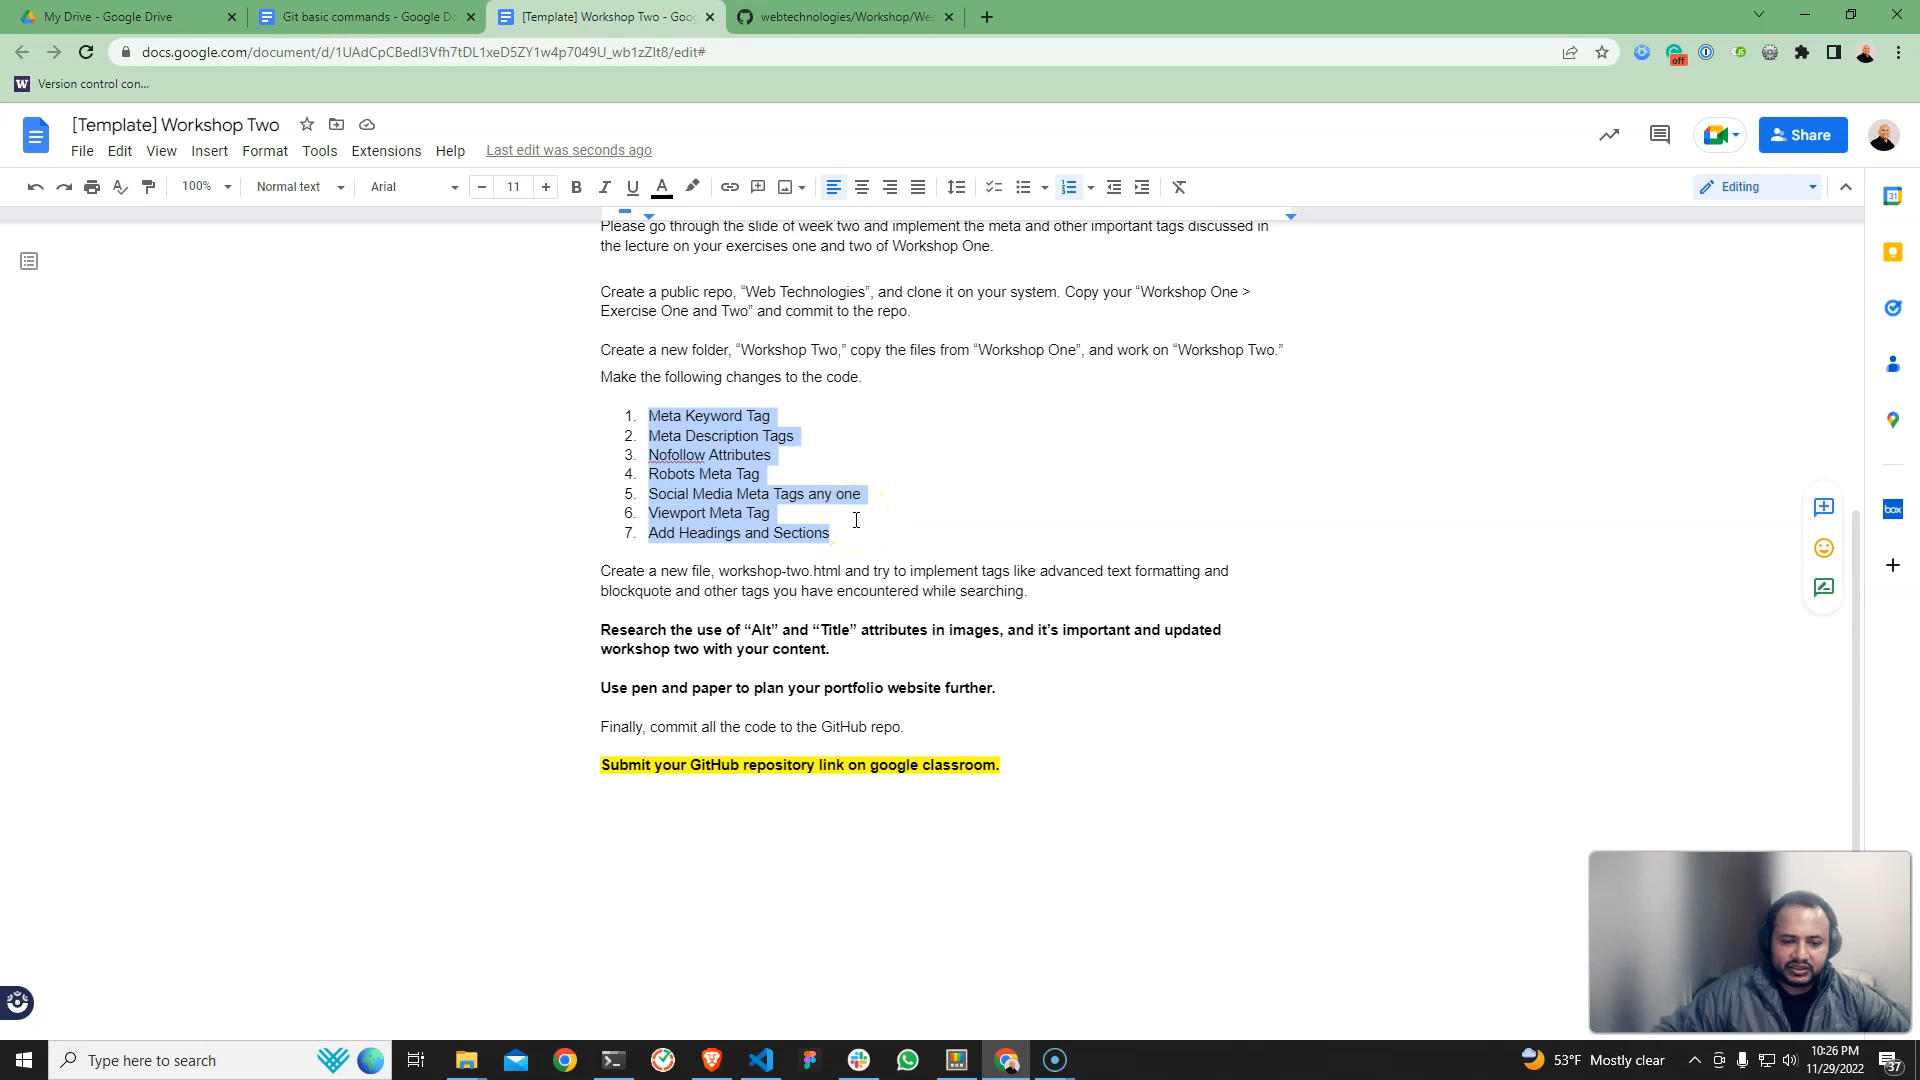 My Drive - Google Drive
Git basic commands - Google Do
[Template] Workshop Two - Goog
webtechnologies/Workshop/Wee
docs.google.com/document/d/1UAdCpCBedI3Vfh7tDL1xeD5ZY1w4p7049U_wb1zZIt8/edit#
off
Version control con...
[Template] Workshop Two
File Edit View Insert Format Tools Extensions Help Last edit was seconds ago
Share
100% Normal text Arial 11 Editing
Please go through the slide of week two and implement the meta and other important tags discussed in
the lecture on your exercises one and two of Workshop One.
Create a public repo, “Web Technologies”, and clone it on your system. Copy your “Workshop One >
Exercise One and Two” and commit to the repo.
Create a new folder, “Workshop Two,” copy the files from “Workshop One”, and work on “Workshop Two.”
Make the following changes to the code.
1. Meta Keyword Tag
2. Meta Description Tags
3. Nofollow Attributes
4. Robots Meta Tag
5. Social Media Meta Tags any one
6. Viewport Meta Tag
7. Add Headings and Sections
Create a new file, workshop-two.html and try to implement tags like advanced text formatting and
blockquote and other tags you have encountered while searching.
Research the use of “Alt” and “Title” attributes in images, and it’s important and updated
workshop two with your content.
Use pen and paper to plan your portfolio website further.
Finally, commit all the code to the GitHub repo.
Submit your GitHub repository link on google classroom.
31
box
Type here to search
53°F Mostly clear
10:26 PM
11/29/2022
37